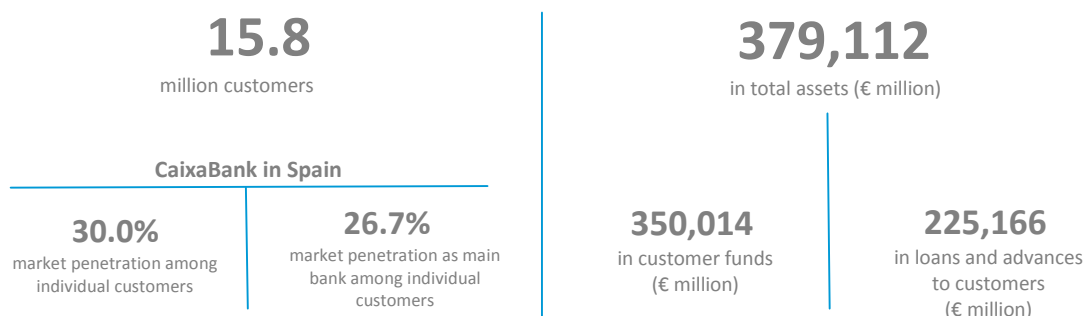 15.8
million customers
CaixaBank in Spain
30.0%
market penetration among
individual customers
26.7%
market penetration as main
bank among individual
customers
379,112
in total assets (€ million)
350,014
in customer funds
(€ million)
225,166
in loans and advances
to customers
(€ million)